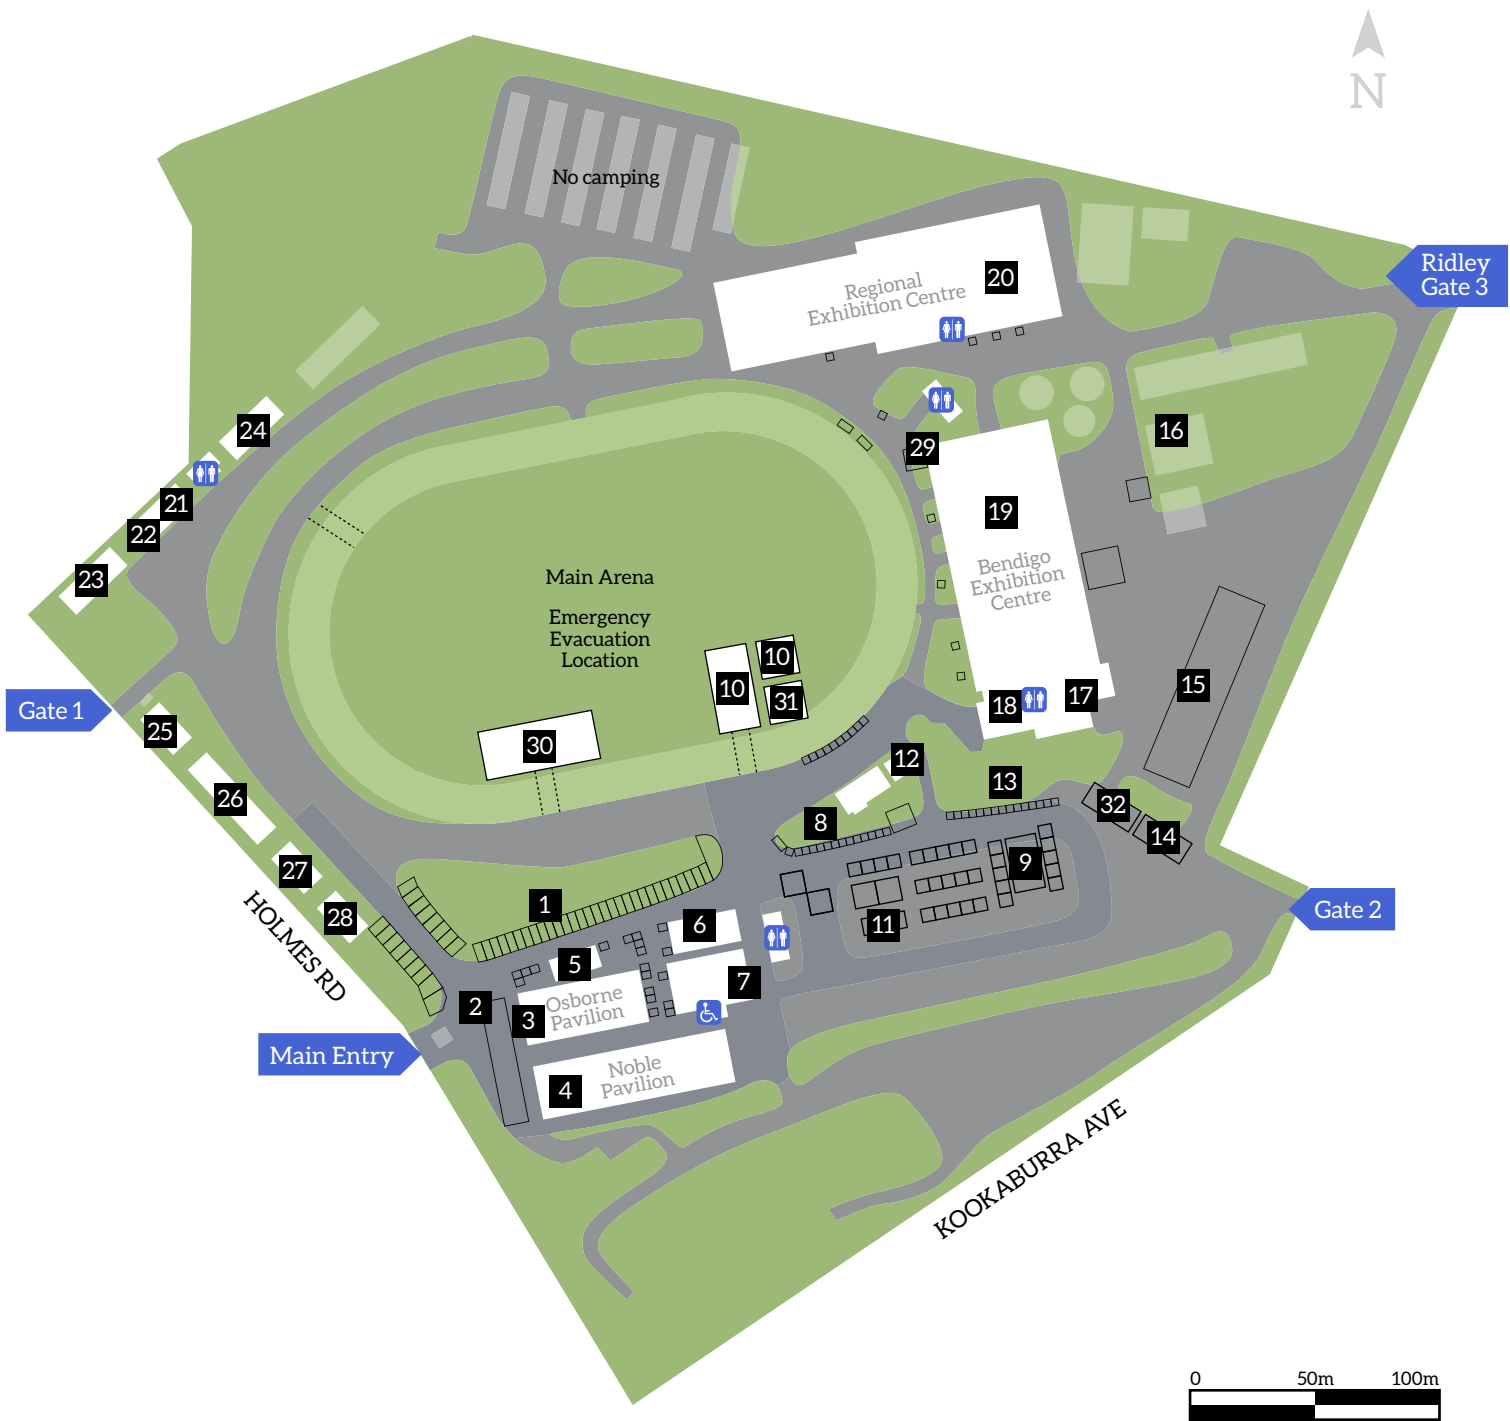 N
No camping
Ridley
Gate 3
Regional
Exhibition Centre
20
24
29
16
21
22
19
23
Bendigo
Exhibition
Centre
Main Arena
Emergency
Evacuation
Location
10
10
31
15
Gate 1
18
17
25
30
12
13
26
32
8
14
9
27
1
28
6
11
Gate 2
HOLMES RD
5
7
2
3
Osborne
Pavilion
Main Entry
4
Noble
Pavilion
KOOKABURRA AVE
0 50m 100m